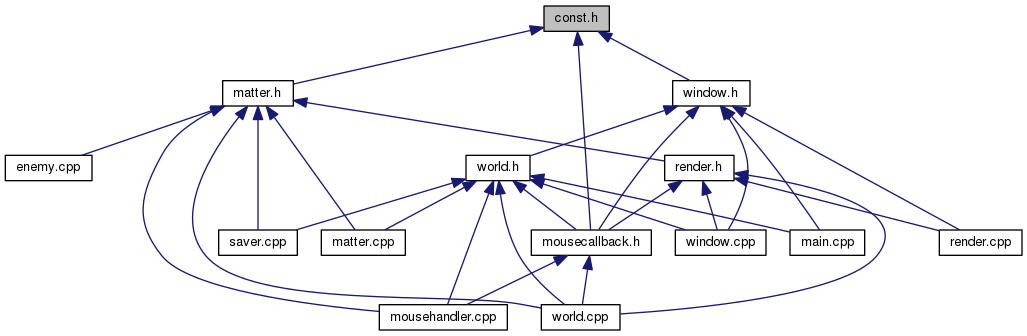 const.h
matter.h
window.h
enemy.cpp
world.h
render.h
saver.cpp
matter.cpp
mousecallback.h
window.cpp
main.cpp
render.cpp
mousehandler.cpp
world.cpp